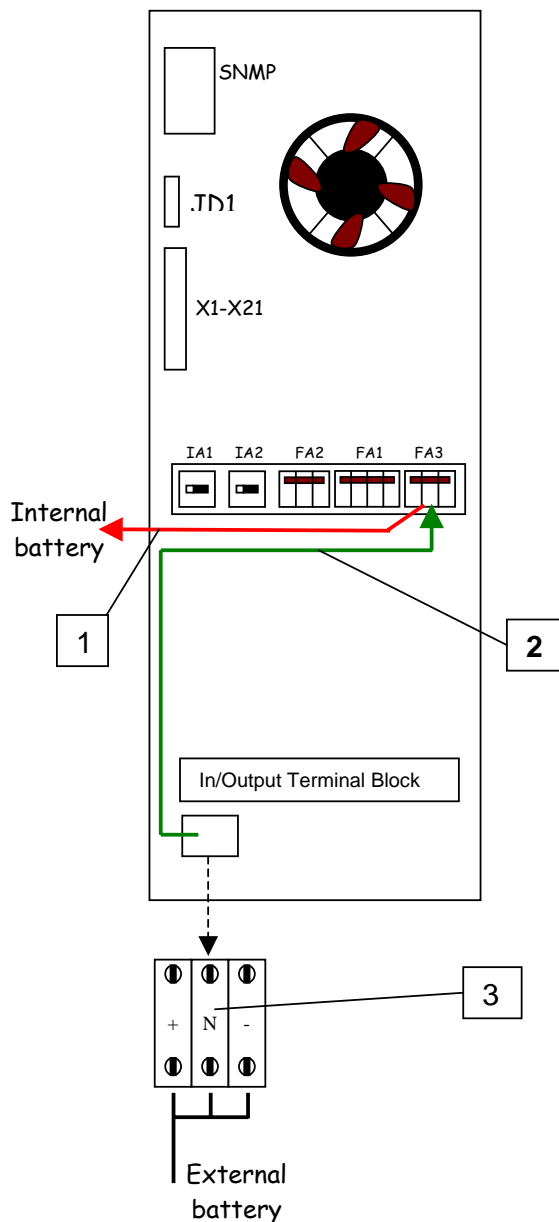 SNMP
.TD1
X1-X21
IA1 IA2 FA2 FA1 FA3
Internal
battery
1
2
In/Output Terminal Block
3
+ N -
External
battery